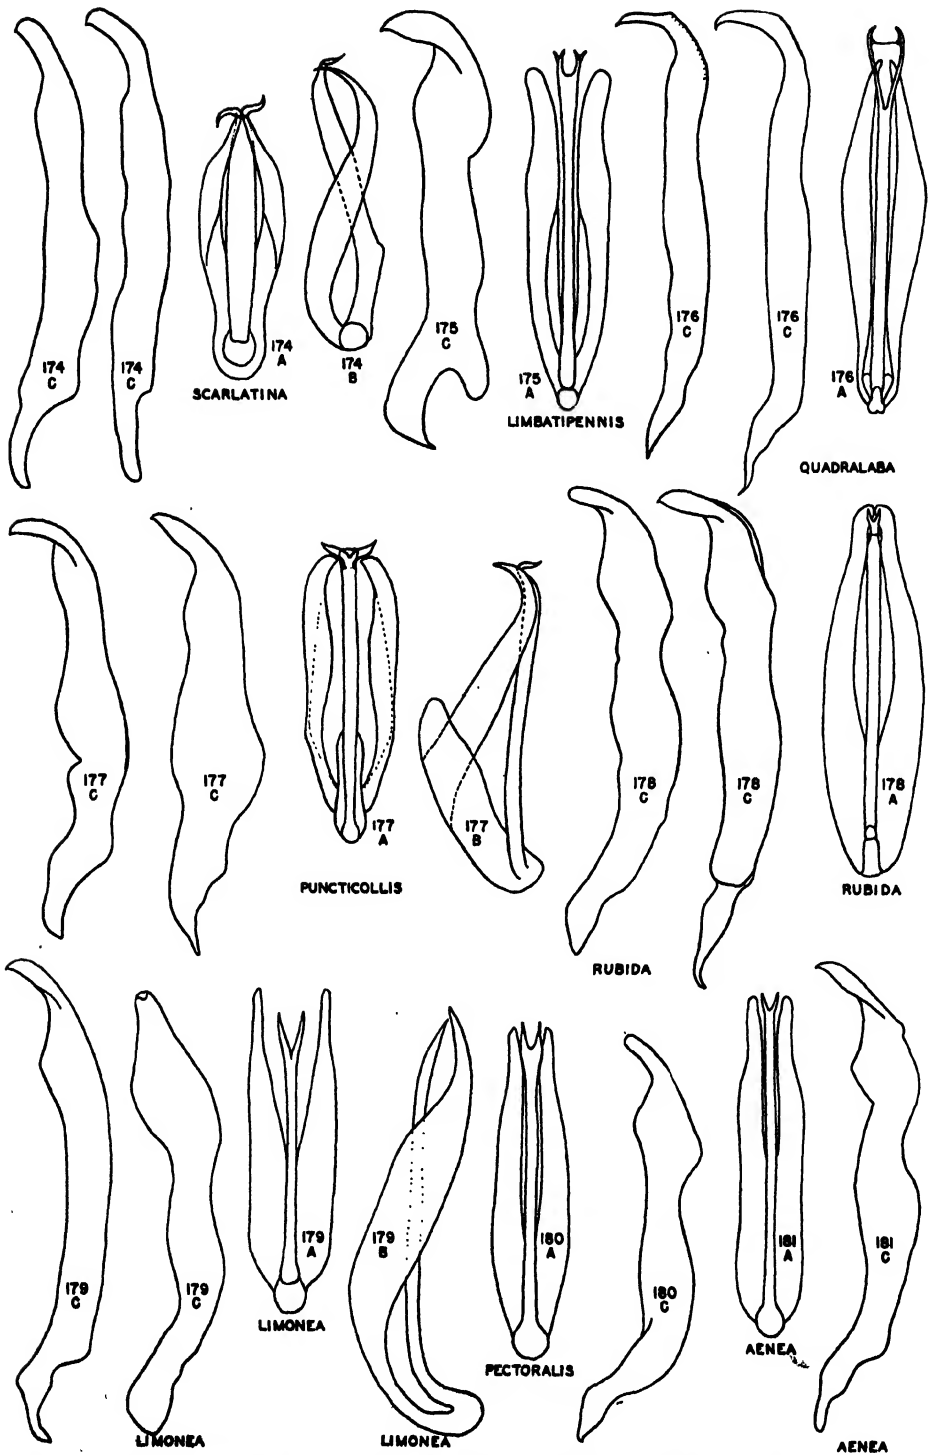 174
C
174
C
174
A
SCARLATINA
174
B
175
C
175
A
LIMBATIPENNIS
176
C
176
C
176
A
QUADRALABA
177
C
177
C
177
A
PUNCTICOLLIS
177
B
178
C
178
C
RUBIDA
178
A
RUBIDA
179
C
179
C
LIMONEA
179
A
LIMONEA
179
B
LIMONEA
180
A
PECTORALIS
180
C
181
A
AENEA
181
C
AENEA